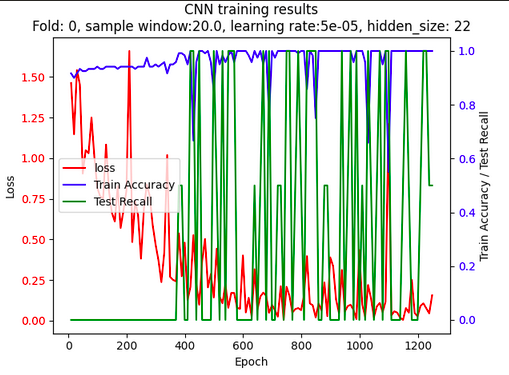 CNN training results
Fold: 0, sample window:20.0, learning rate:5e-05, hidden_size: 22
1.50
1.25
1.00
0.75
0.50
0.25
0.00
Loss
loss
Train Accuracy
Test Recall
1.0
0.8
0.6
0.4
0.2
0.0
Train Accuracy / Test Recall
0
200
400
600
800
1000
1200
Epoch